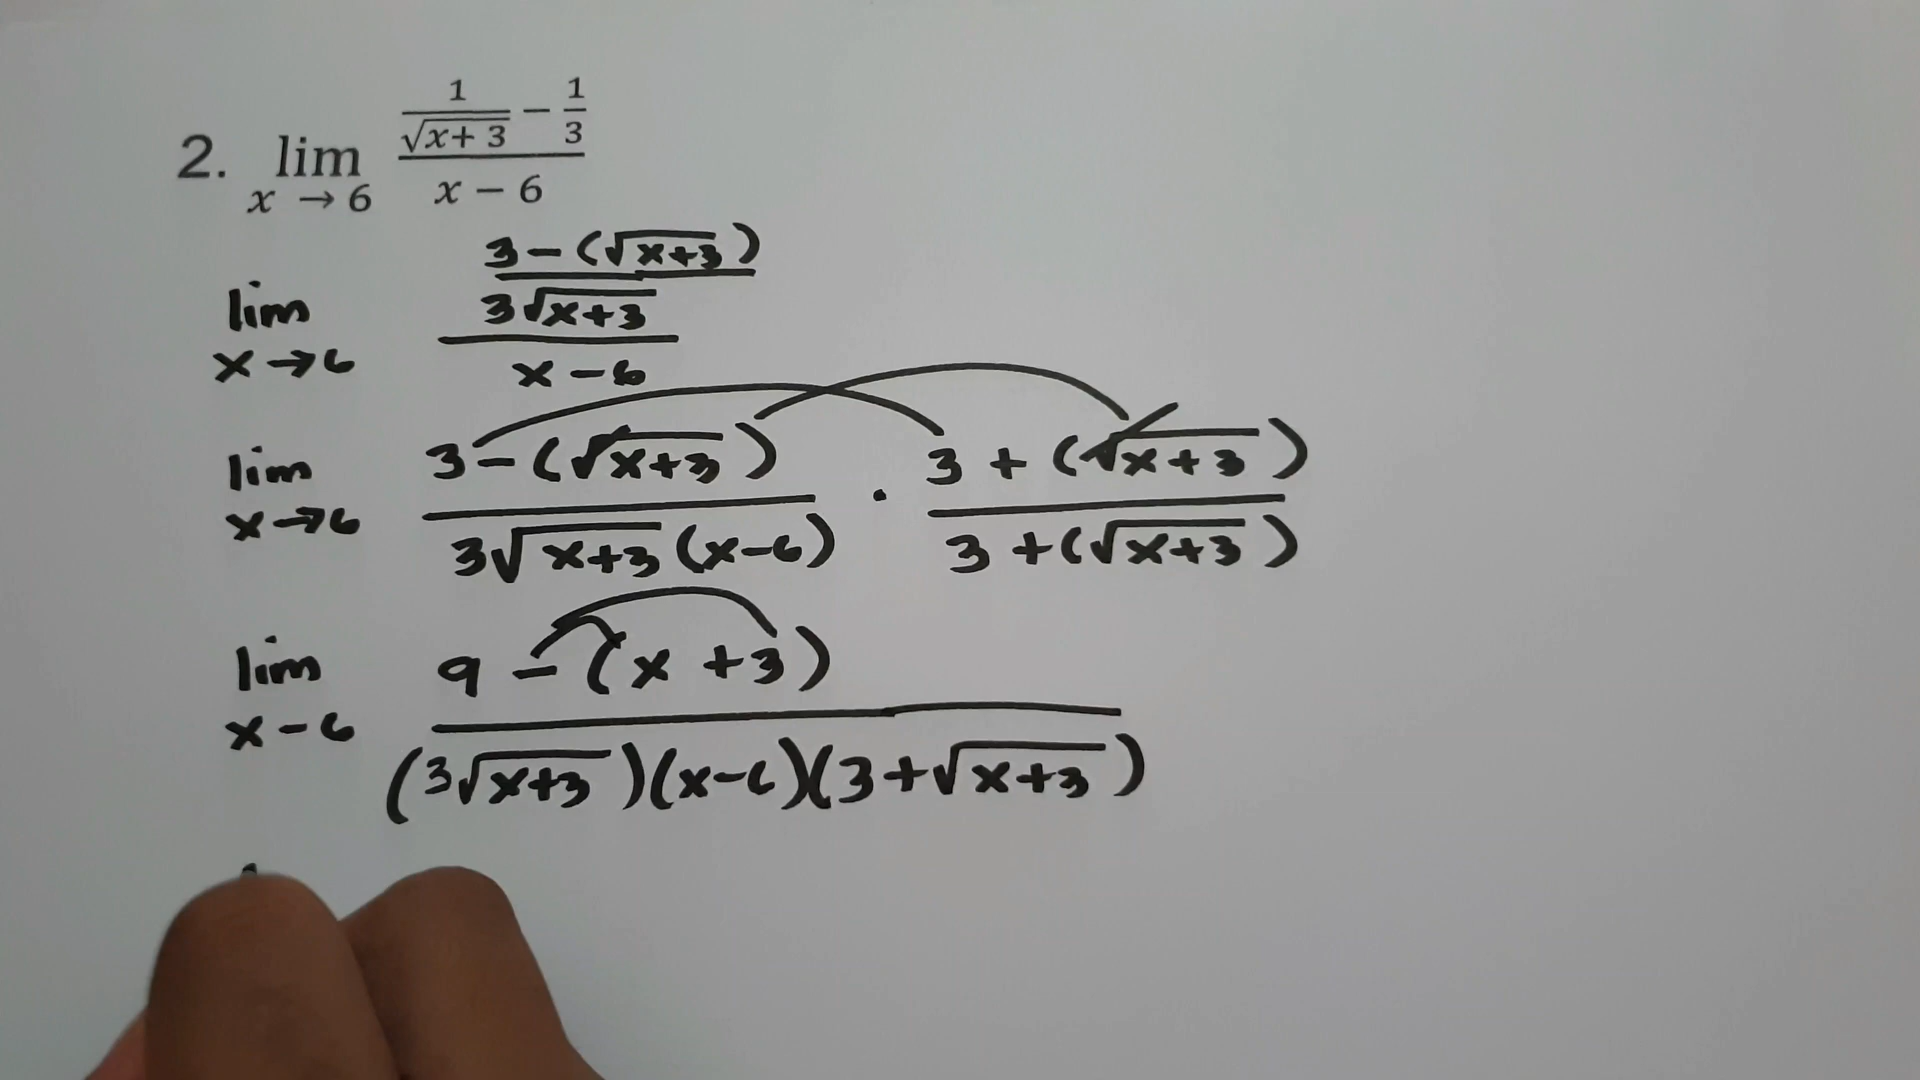 2. lim x → 6 (1/√(x+ 3) − 1/3)/(x − 6)
lim x→6 ((3-(√(x+3)))/(3√(x+3)))/(x-6)
lim x→6 (3-(√(x+3)))/(3√(x+3) (x-6)) · (3 + (√(x+3)))/(3 +(√(x+3)))
lim x-6 (9 - (x +3))/((3√(x+3))(x-6)(3+√(x+3)))